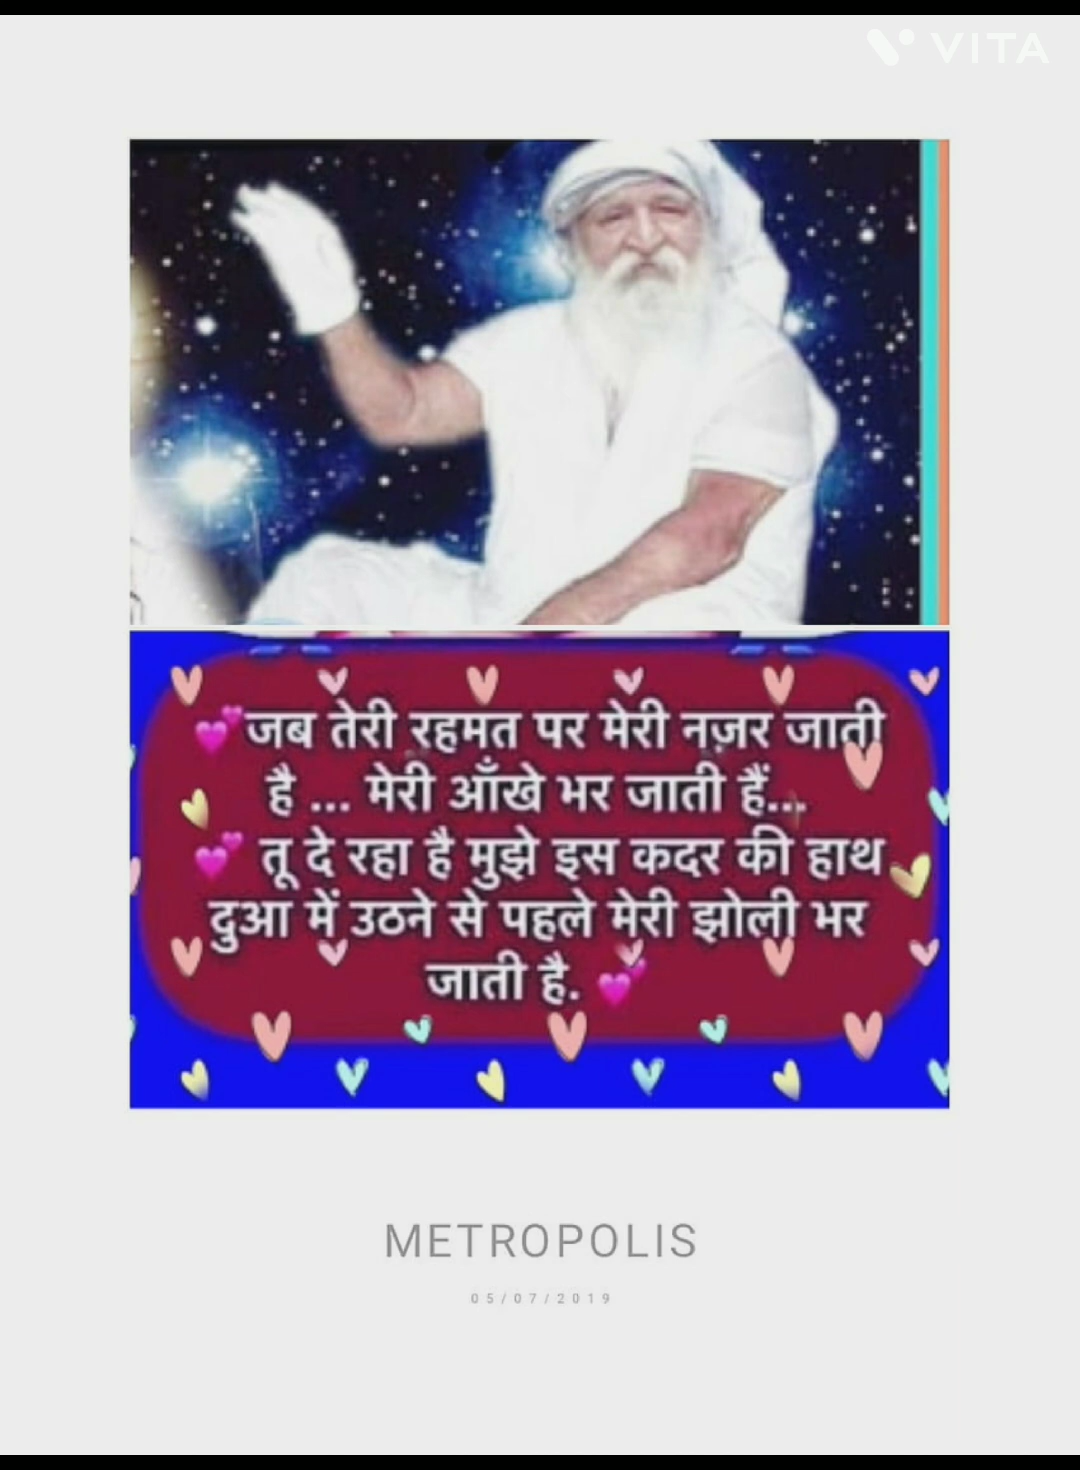 VITA
💕जब तेरी रहमत पर मेरी नज़र जाती
है ... मेरी आँखे भर जाती हैं...
💕 तू दे रहा है मुझे इस कदर की हाथ
दुआ में उठने से पहले मेरी झोली भर
जाती है. 💕
METROPOLIS
05/07/2019